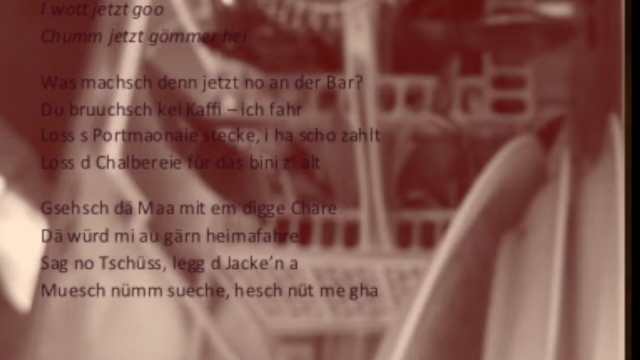 I wott jetzt goo
Chumm jetzt gömmer hei
Was machsch denn jetzt no an der Bar?
Du bruuchsch kei Kaffi – ich fahr
Loss s Portmaonaie stecke, i ha scho zahlt
Loss d Chalbereie für das bini z' alt
Gsehsch dä Maa mit em digge Chare
Dä würd mi au gärn heimafahre
Sag no Tschüss, legg d Jacke'n a
Muesch nümm sueche, hesch nüt me gha